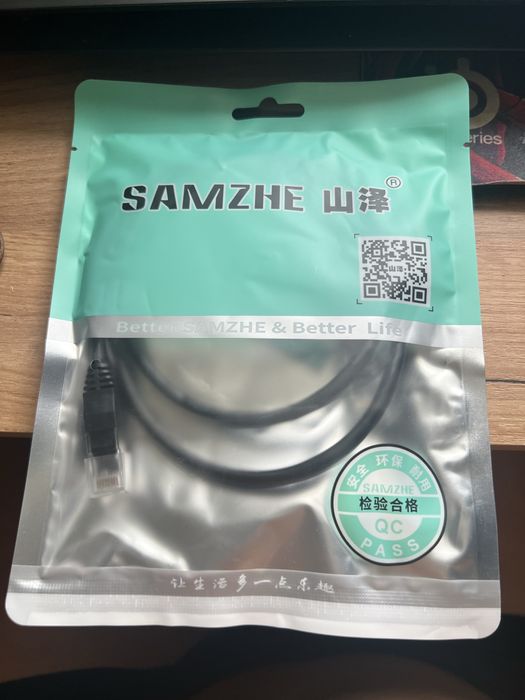 eries
SAMZHE 山泽®
山泽
Better SAMZHE & Better Life
安全 环保 耐用
SAMZHE
检验合格
QC
PASS
让生活多一点乐趣